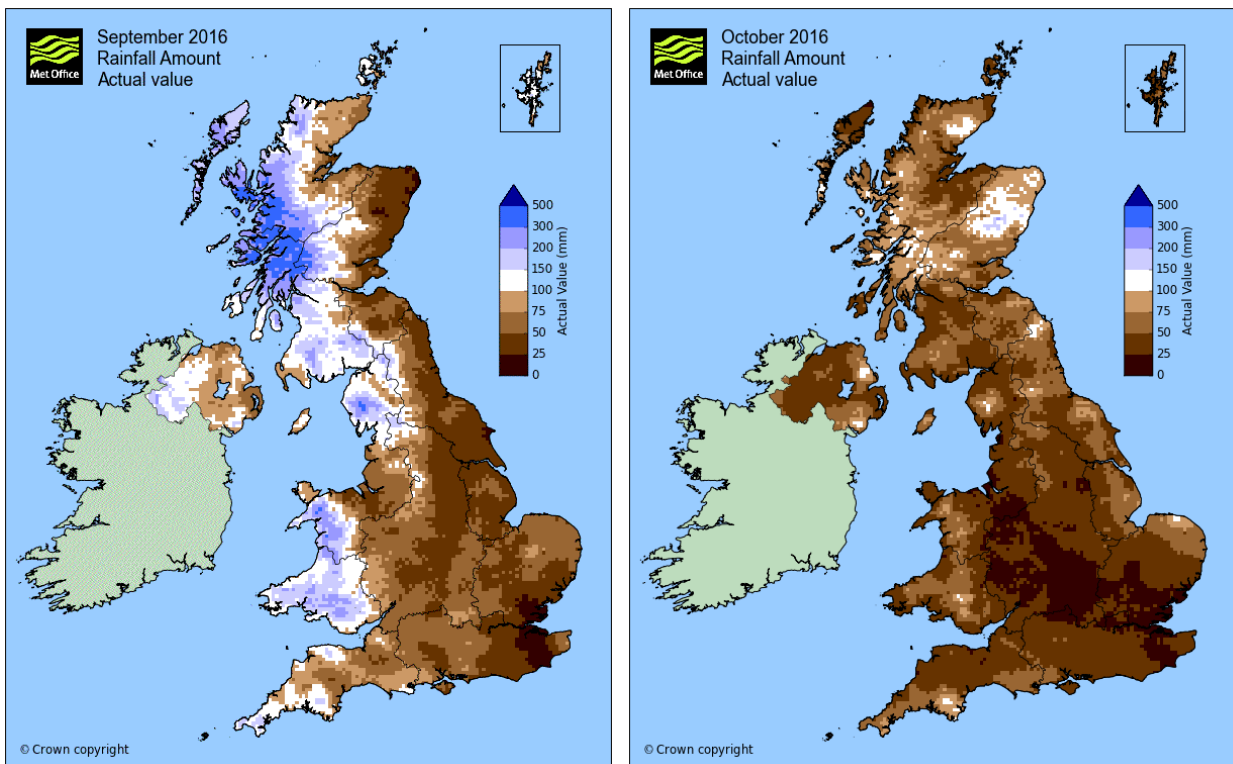 September 2016
Rainfall Amount
Actual value
Met Office
500
300
200
150
100
75
50
25
0
Actual Value (mm)
© Crown copyright
October 2016
Rainfall Amount
Actual value
Met Office
500
300
200
150
100
75
50
25
0
Actual Value (mm)
© Crown copyright